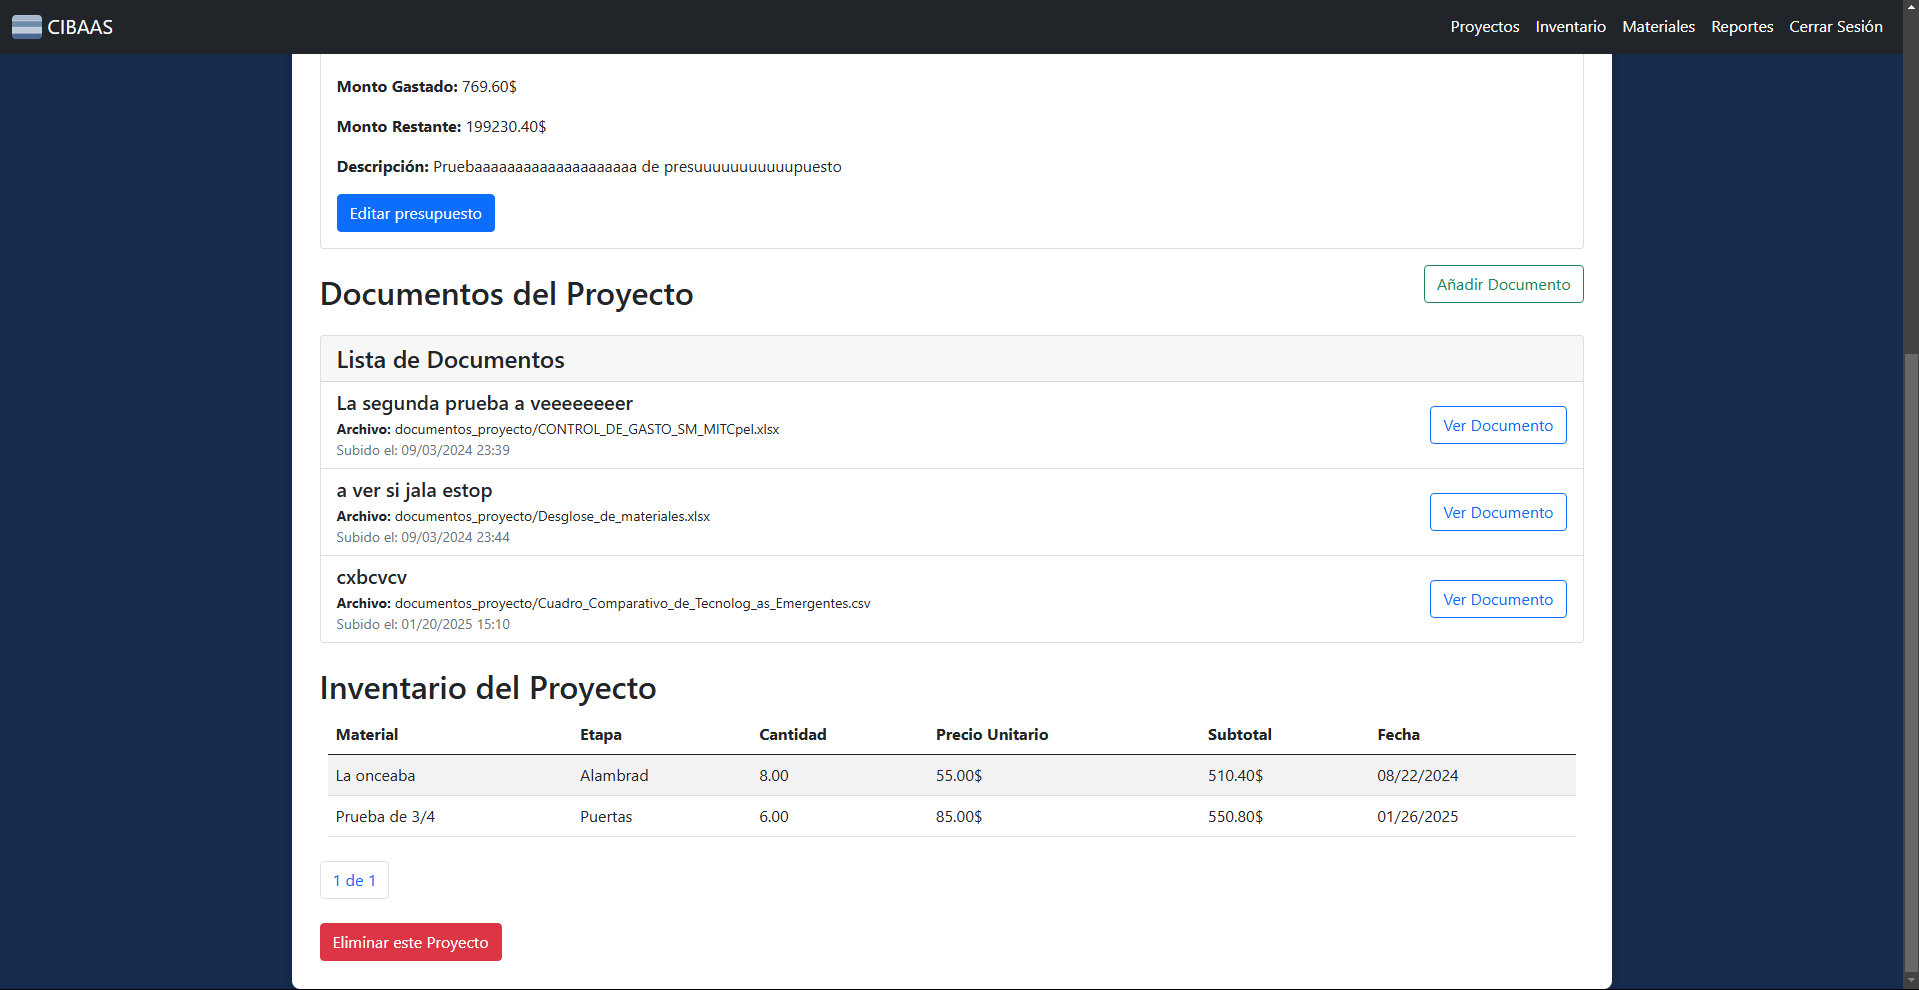 CIBAAS Proyectos Inventario Materiales Reportes Cerrar Sesión
Monto Gastado: 769.60$
Monto Restante: 199230.40$
Descripción: Pruebaaaaaaaaaaaaaaaaaaaa de presuuuuuuuuuuuupuesto
Editar presupuesto
Documentos del Proyecto
Añadir Documento
Lista de Documentos
La segunda prueba a veeeeeeeer
Archivo: documentos_proyecto/CONTROL_DE_GASTO_SM_MITCpel.xlsx
Subido el: 09/03/2024 23:39
Ver Documento
a ver si jala estop
Archivo: documentos_proyecto/Desglose_de_materiales.xlsx
Subido el: 09/03/2024 23:44
Ver Documento
cxbcvcv
Archivo: documentos_proyecto/Cuadro_Comparativo_de_Tecnolog_as_Emergentes.csv
Subido el: 01/20/2025 15:10
Ver Documento
Inventario del Proyecto
Material Etapa Cantidad Precio Unitario Subtotal Fecha
La onceaba Alambrad 8.00 55.00$ 510.40$ 08/22/2024
Prueba de 3/4 Puertas 6.00 85.00$ 550.80$ 01/26/2025
1 de 1
Eliminar este Proyecto